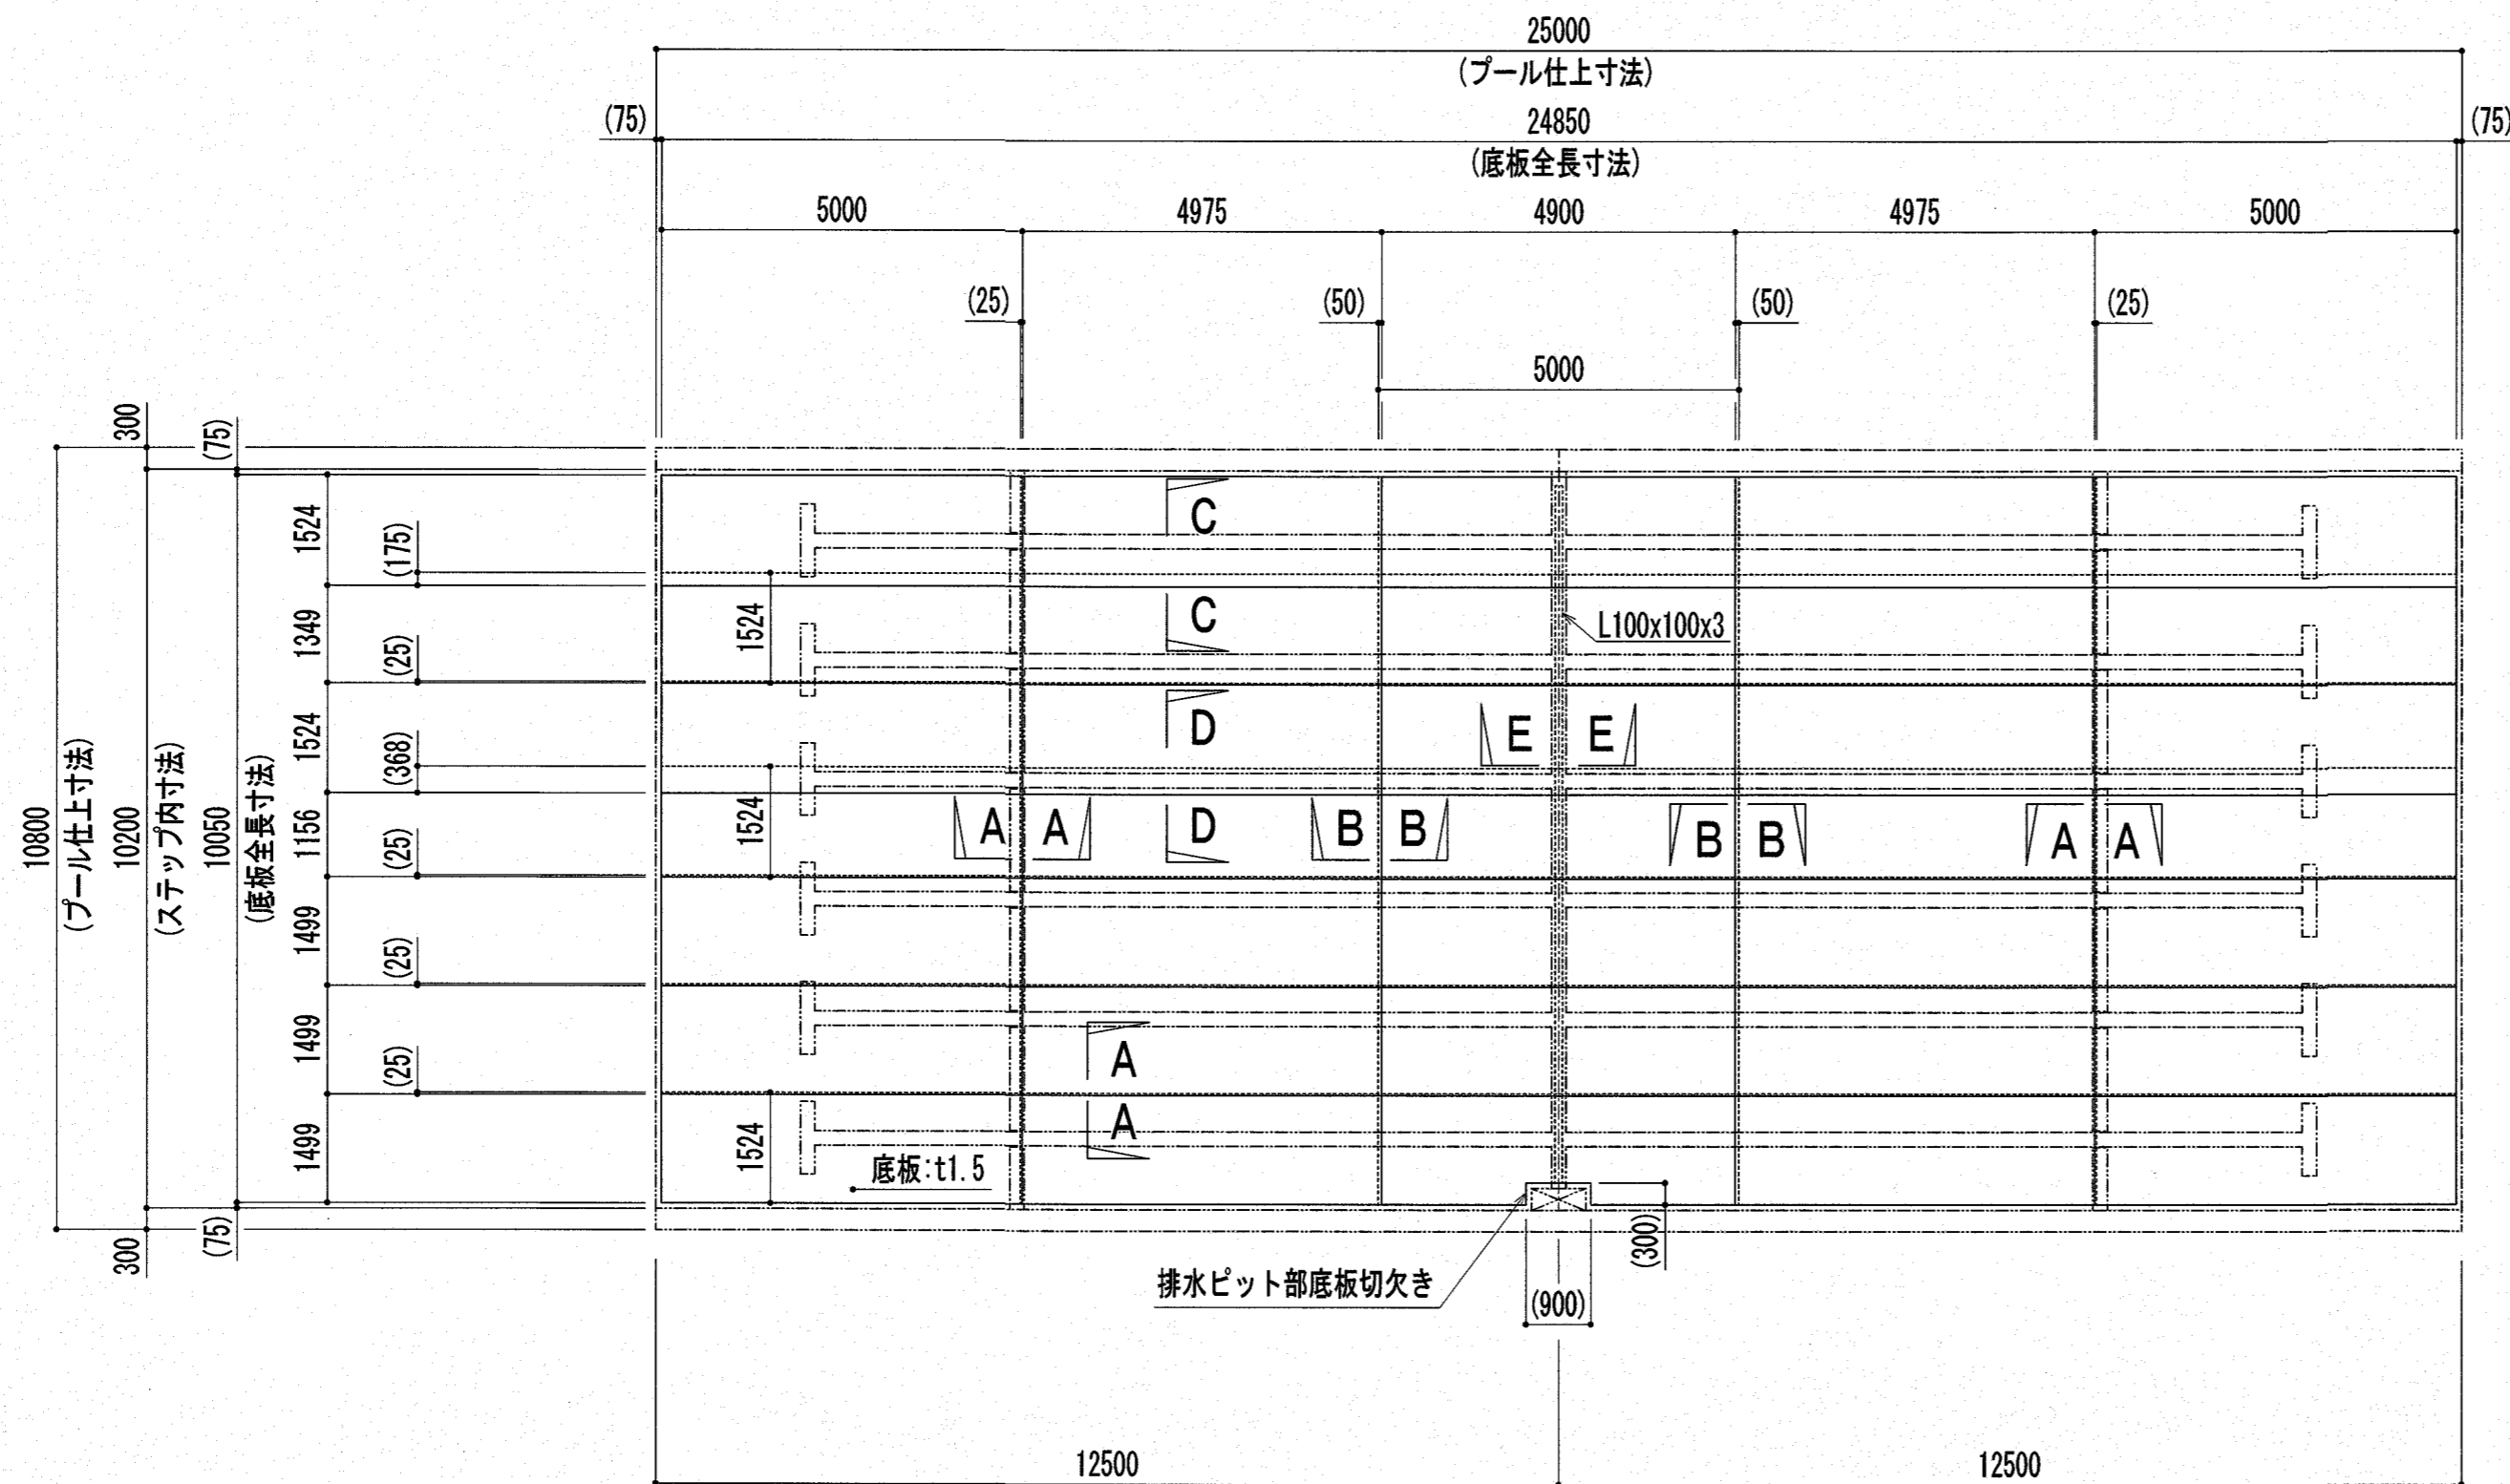 25000
(プール仕上寸法)
(75)
24850
(75)
(底板全長寸法)
5000
4975
4900
4975
5000
(25)
(50)
(50)
(25)
5000
300
(75)
1524
(175)
1349
(25)
1524
(368)
1156
(25)
1499
(25)
1499
(25)
1499
(75)
300
10800
(プール仕上寸法)
10200
(ステップ内寸法)
10050
(底板全長寸法)
1524
1524
1524
C
C
L100x100x3
D
E E
D
A A
B B
B B
A A
A
A
底板:t1.5
排水ピット部底板切欠き
(900)
(300)
12500
12500